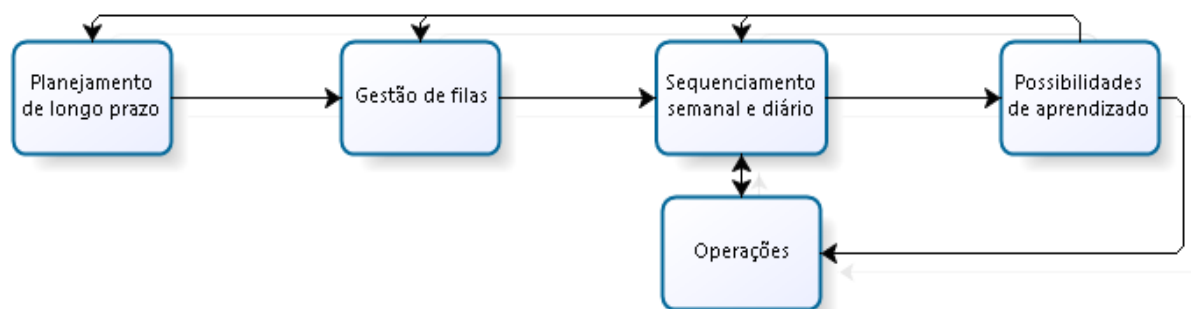 Planejamento
de longo prazo
Gestão de filas
Sequenciamento
semanal e diário
Possibilidades
de aprendizado
Operações